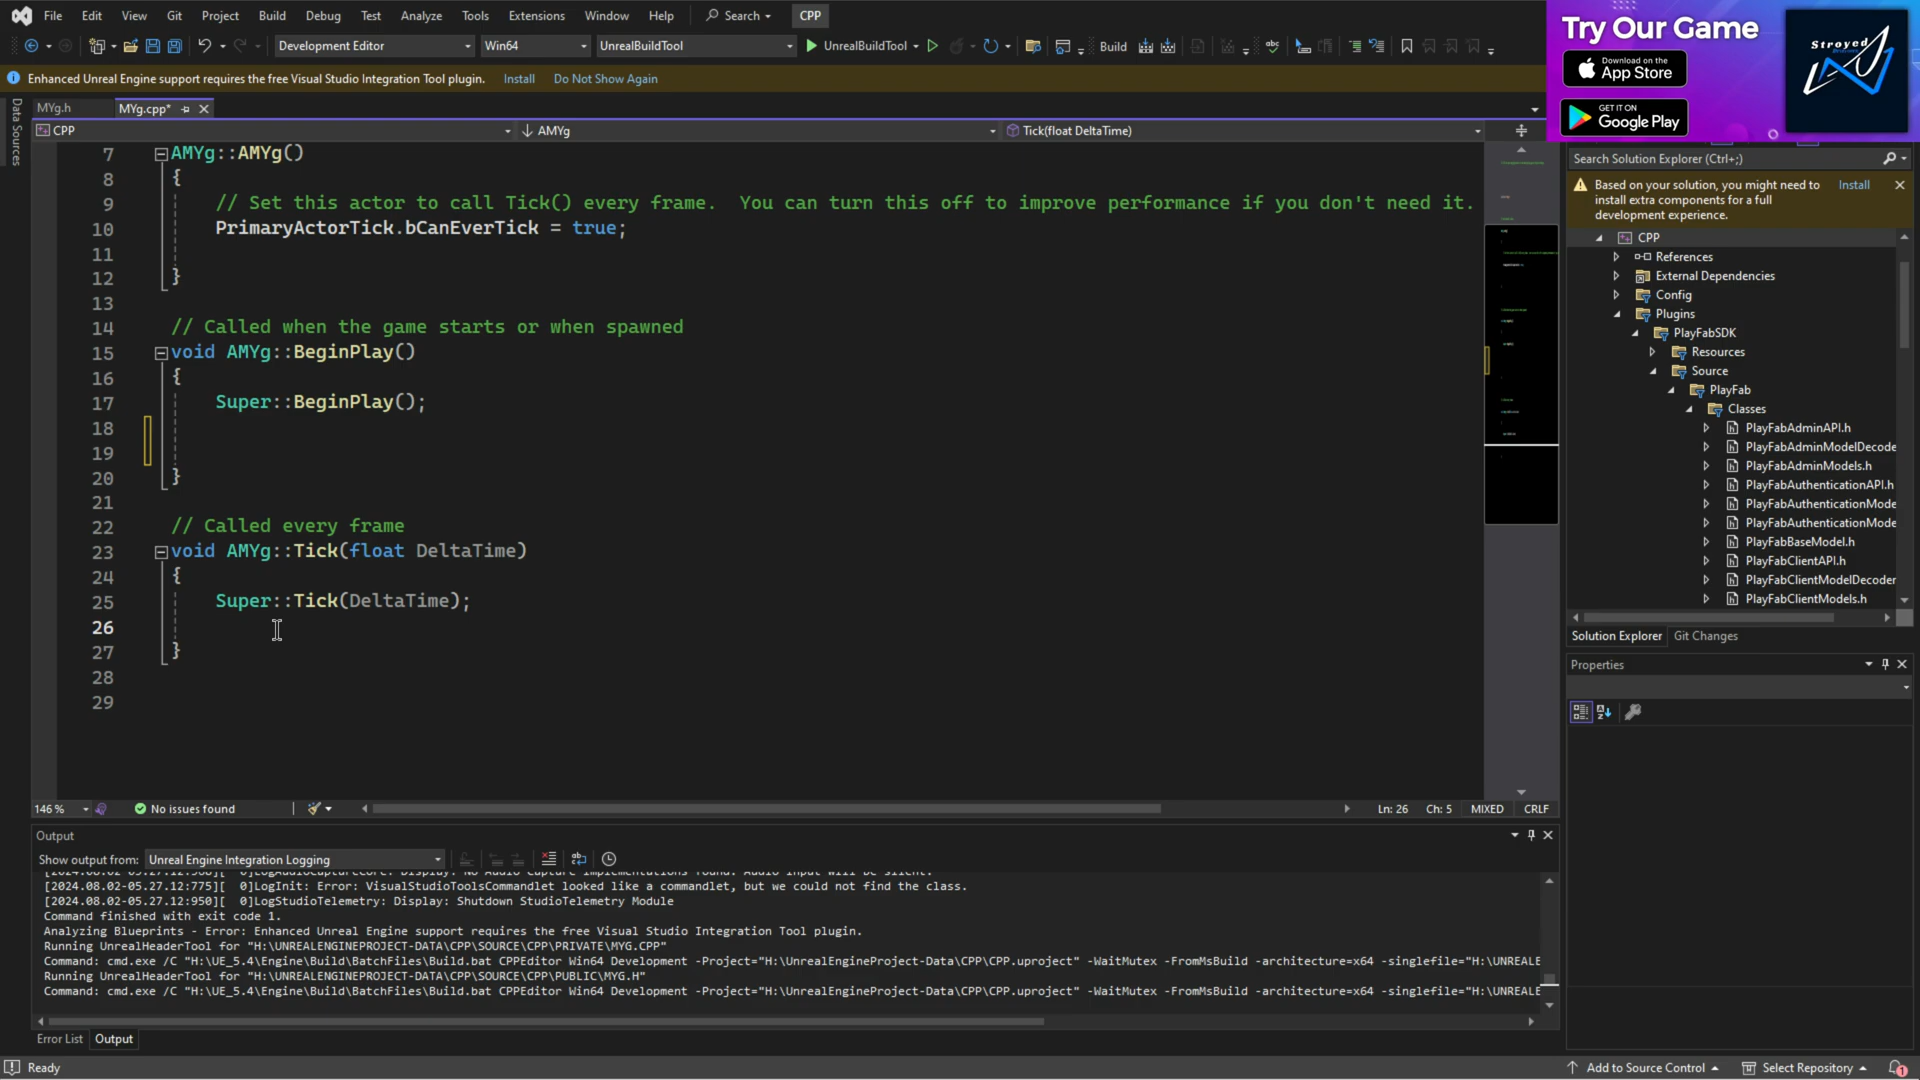 File Edit View Git Project Build Debug Test Analyze Tools Extensions Window Help Search CPP
Development Editor Win64 UnrealBuildTool UnrealBuildTool Build
Enhanced Unreal Engine support requires the free Visual Studio Integration Tool plugin. Install Do Not Show Again
Try Our Game
Download on the
App Store
GET IT ON
Google Play
Stroyed
Data Sources
MYg.h MYg.cpp*
CPP AMYg Tick(float DeltaTime)
7 AMYg::AMYg()
8 {
9 // Set this actor to call Tick() every frame.  You can turn this off to improve performance if you don't need it.
10 PrimaryActorTick.bCanEverTick = true;
11
12 }
13
14 // Called when the game starts or when spawned
15 void AMYg::BeginPlay()
16 {
17 Super::BeginPlay();
18
19
20 }
21
22 // Called every frame
23 void AMYg::Tick(float DeltaTime)
24 {
25 Super::Tick(DeltaTime);
26
27 }
28
29
146 % No issues found Ln: 26 Ch: 5 MIXED CRLF
Search Solution Explorer (Ctrl+;)
Based on your solution, you might need to Install
install extra components for a full
development experience.
CPP
References
External Dependencies
Config
Plugins
PlayFabSDK
Resources
Source
PlayFab
Classes
PlayFabAdminAPI.h
PlayFabAdminModelDecode
PlayFabAdminModels.h
PlayFabAuthenticationAPI.h
PlayFabAuthenticationMode
PlayFabAuthenticationMode
PlayFabBaseModel.h
PlayFabClientAPI.h
PlayFabClientModelDecoder
PlayFabClientModels.h
Solution Explorer Git Changes
Properties
Output
Show output from: Unreal Engine Integration Logging
[2024.08.02-05.27.12:775][  0]LogInit: Error: VisualStudioToolsCommandlet looked like a commandlet, but we could not find the class.
[2024.08.02-05.27.12:950][  0]LogStudioTelemetry: Display: Shutdown StudioTelemetry Module
Command finished with exit code 1.
Analyzing Blueprints - Error: Enhanced Unreal Engine support requires the free Visual Studio Integration Tool plugin.
Running UnrealHeaderTool for "H:\UNREALENGINEPROJECT-DATA\CPP\SOURCE\CPP\PRIVATE\MYG.CPP"
Command: cmd.exe /C "H:\UE_5.4\Engine\Build\BatchFiles\Build.bat CPPEditor Win64 Development -Project="H:\UnrealEngineProject-Data\CPP\CPP.uproject" -WaitMutex -FromMsBuild -architecture=x64 -singlefile="H:\UNREALE
Running UnrealHeaderTool for "H:\UNREALENGINEPROJECT-DATA\CPP\SOURCE\CPP\PUBLIC\MYG.H"
Command: cmd.exe /C "H:\UE_5.4\Engine\Build\BatchFiles\Build.bat CPPEditor Win64 Development -Project="H:\UnrealEngineProject-Data\CPP\CPP.uproject" -WaitMutex -FromMsBuild -architecture=x64 -singlefile="H:\UNREALE
Error List Output
Ready Add to Source Control Select Repository 1